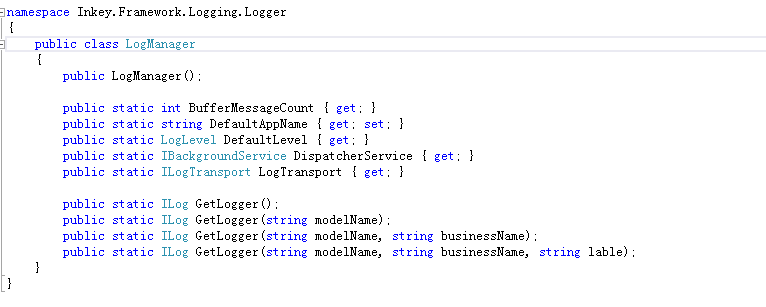 namespace Inkey.Framework.Logging.Logger
{
    public class LogManager
    {
        public LogManager();

        public static int BufferMessageCount { get; }
        public static string DefaultAppName { get; set; }
        public static LogLevel DefaultLevel { get; }
        public static IBackgroundService DispatcherService { get; }
        public static ILogTransport LogTransport { get; }

        public static ILog GetLogger();
        public static ILog GetLogger(string modelName);
        public static ILog GetLogger(string modelName, string businessName);
        public static ILog GetLogger(string modelName, string businessName, string lable);
    }
}